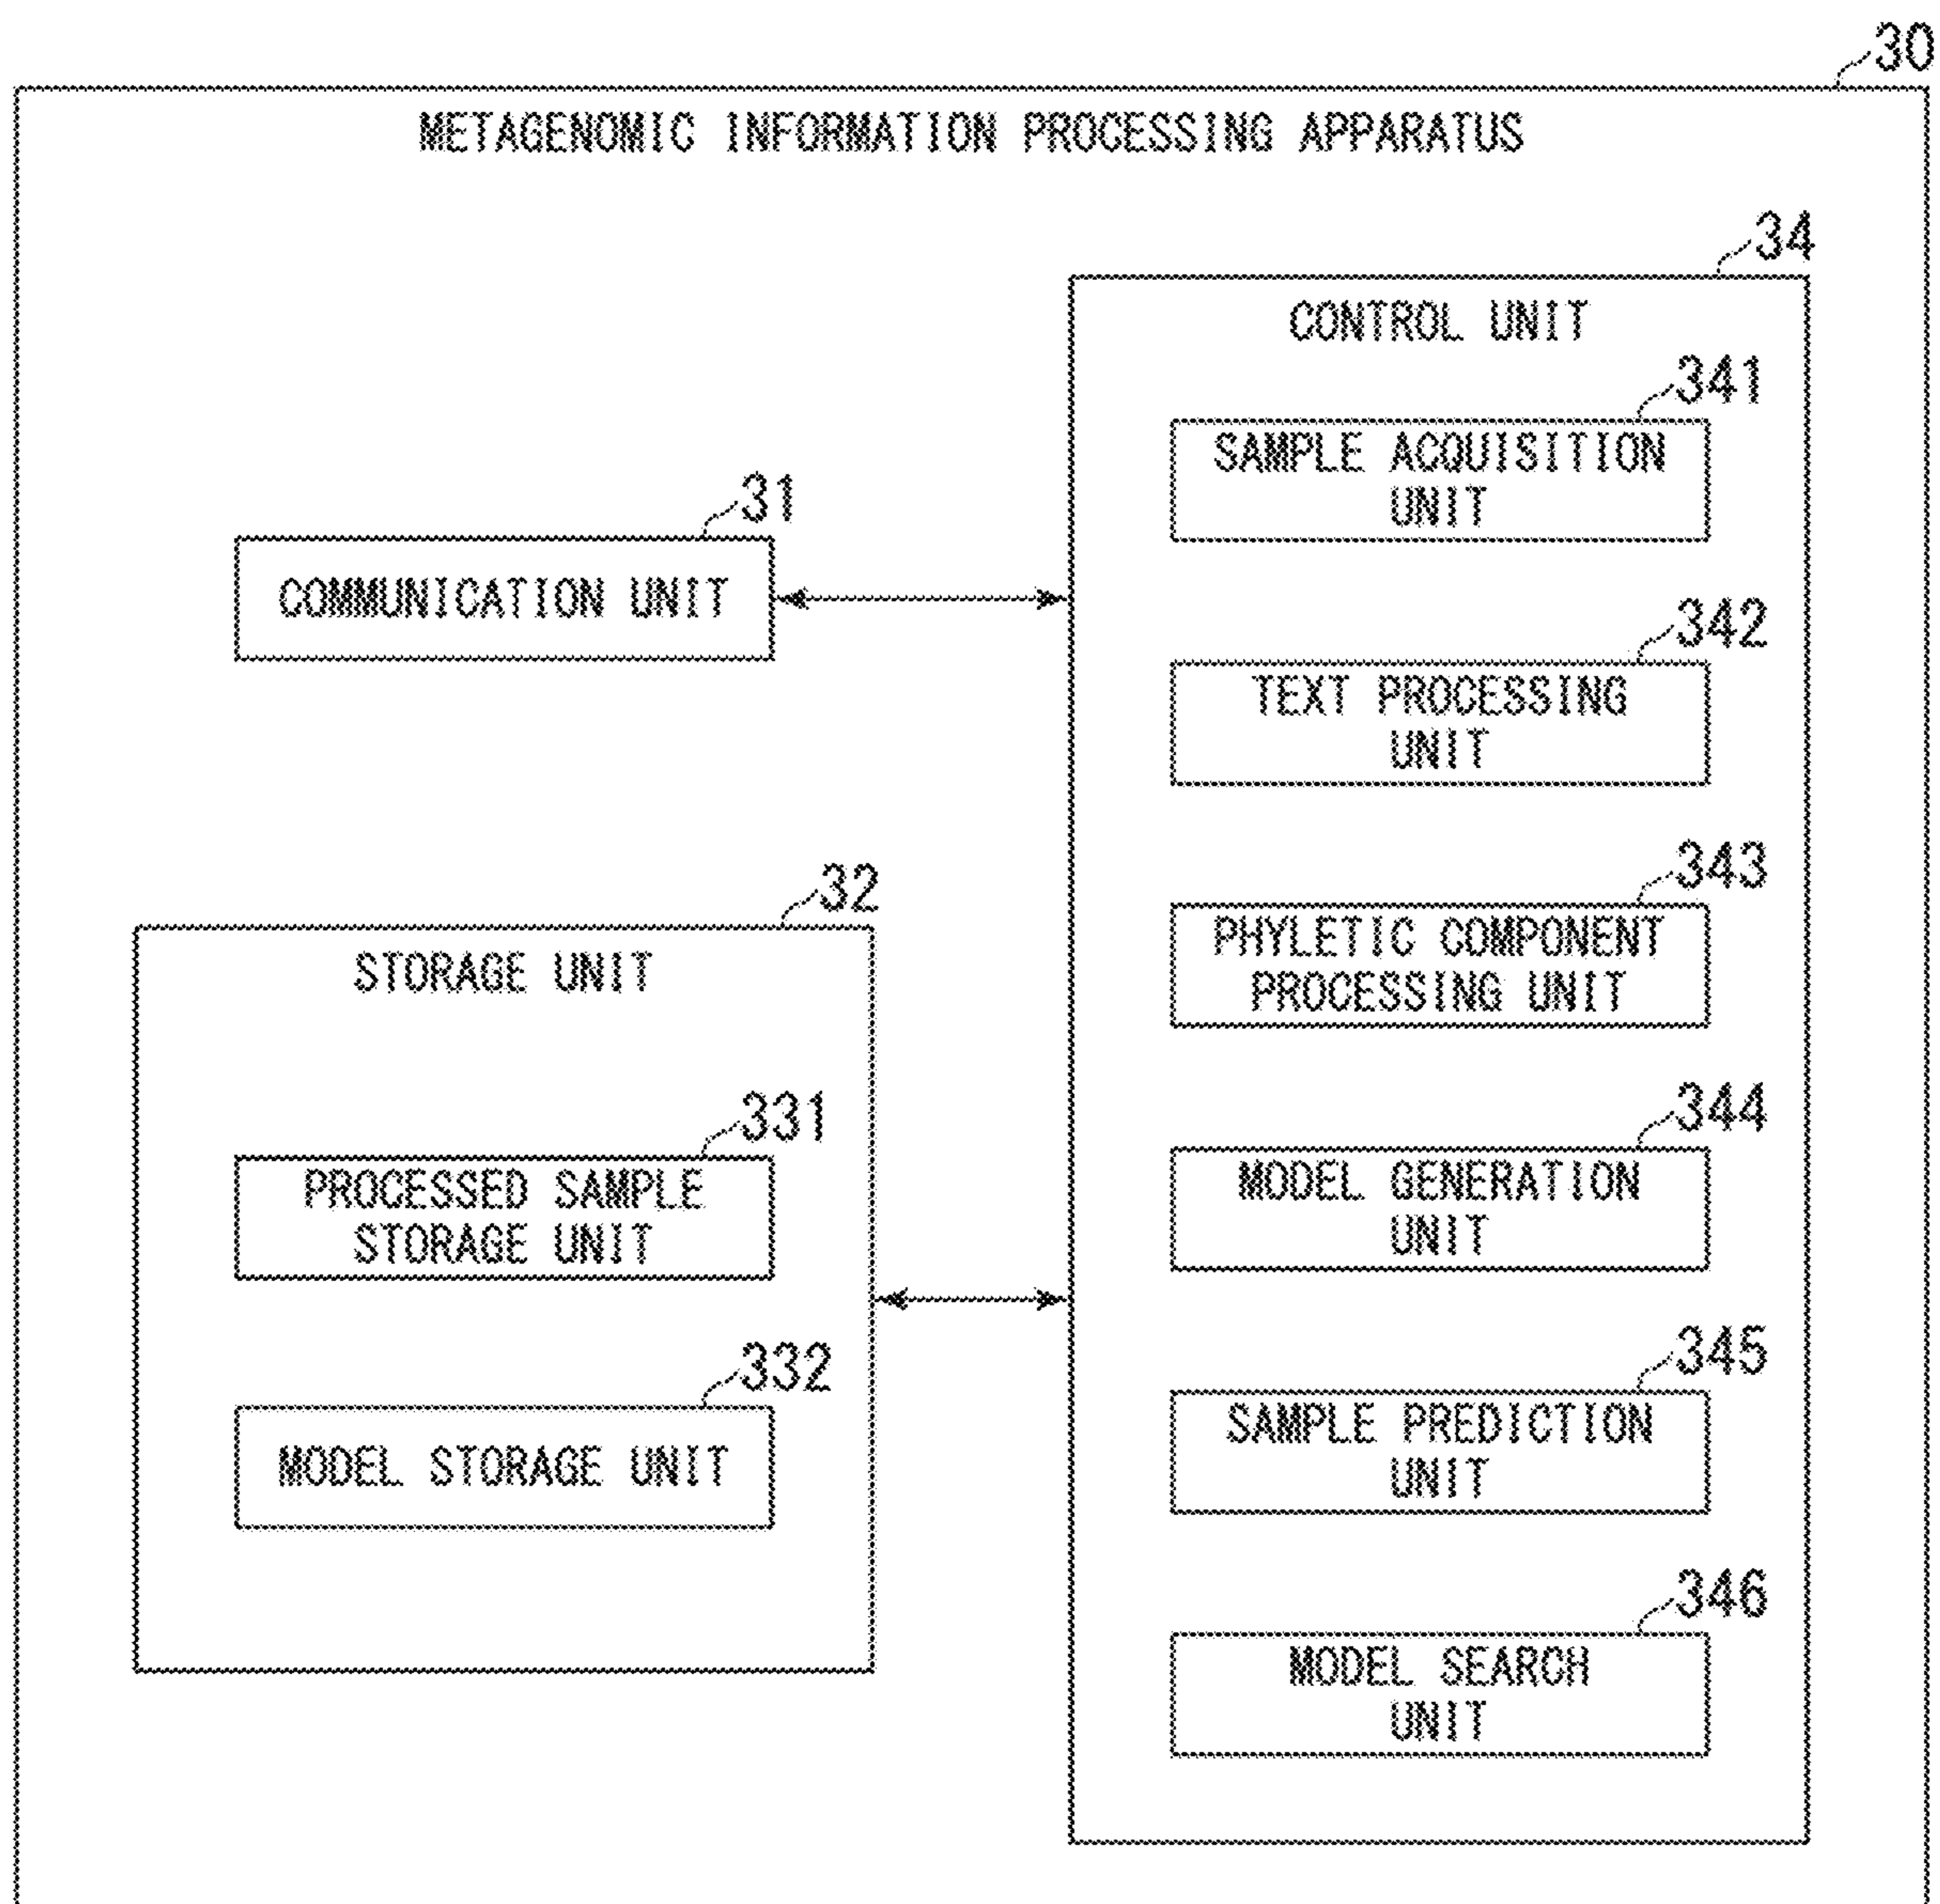 30
METAGENOMIC INFORMATION PROCESSING APPARATUS
34
CONTROL UNIT
341
SAMPLE ACQUISITION
UNIT
31
COMMUNICATION UNIT
342
TEXT PROCESSING
UNIT
343
PHYLETIC COMPONENT
PROCESSING UNIT
32
STORAGE UNIT
331
PROCESSED SAMPLE
STORAGE UNIT
344
MODEL GENERATION
UNIT
332
MODEL STORAGE UNIT
345
SAMPLE PREDICTION
UNIT
346
MODEL SEARCH
UNIT